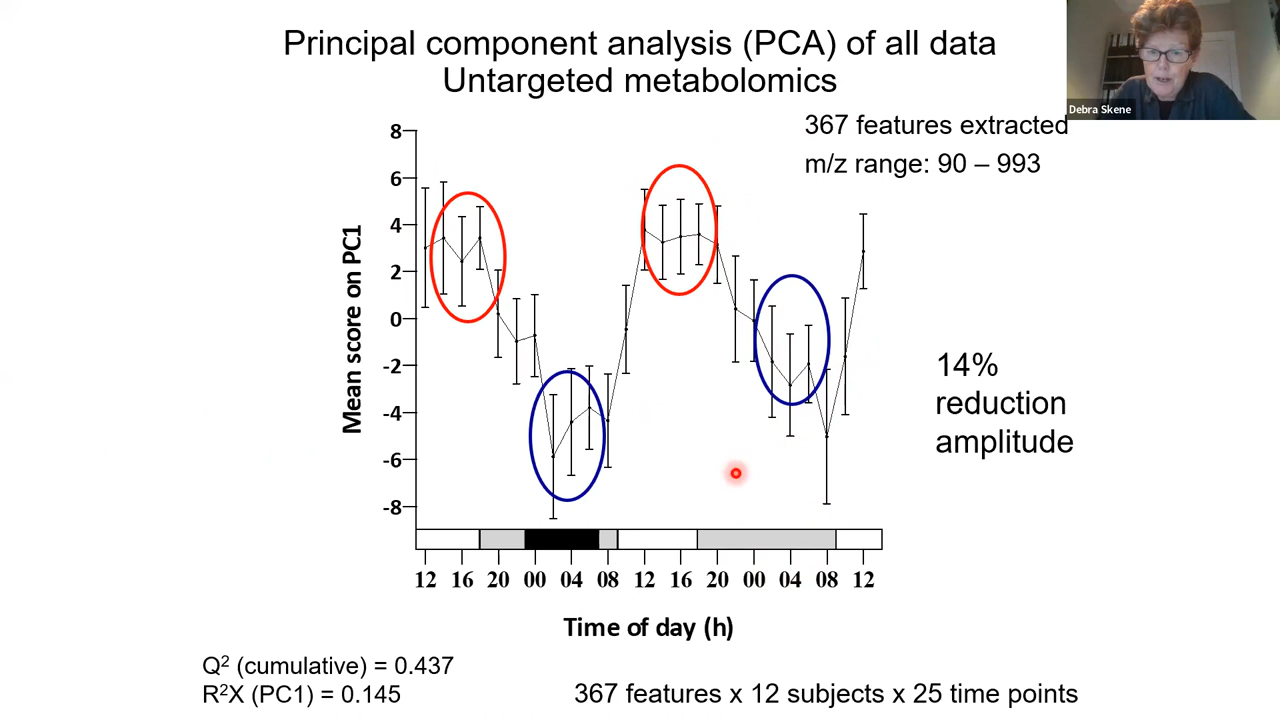 Principal component analysis (PCA) of all data
Untargeted metabolomics
Debra Skene
367 features extracted
m/z range: 90 – 993
8
6
4
2
0
-2
-4
-6
-8
Mean score on PC1
14%
reduction
amplitude
12 16 20 00 04 08 12 16 20 00 04 08 12
Time of day (h)
Q² (cumulative) = 0.437
R²X (PC1) = 0.145
367 features x 12 subjects x 25 time points